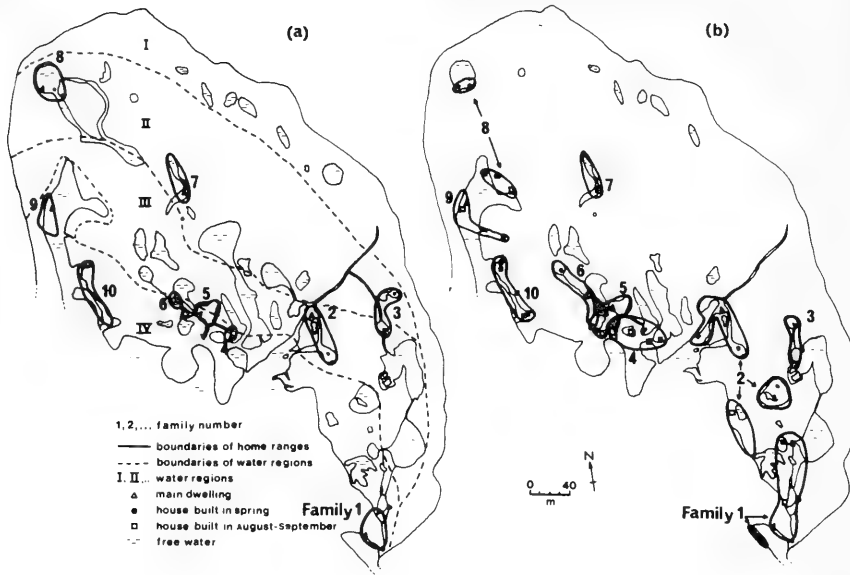 (a)
I
8
II
7
III
9
10
6
5
IV
2
3
1,2,... family number
boundaries of home ranges
boundaries of water regions
I, II,.. water regions
main dwelling
house built in spring
house built in August-September
free water
Family 1
(b)
8
7
9
6
10
5
4
3
2
N
0 40
m
Family 1